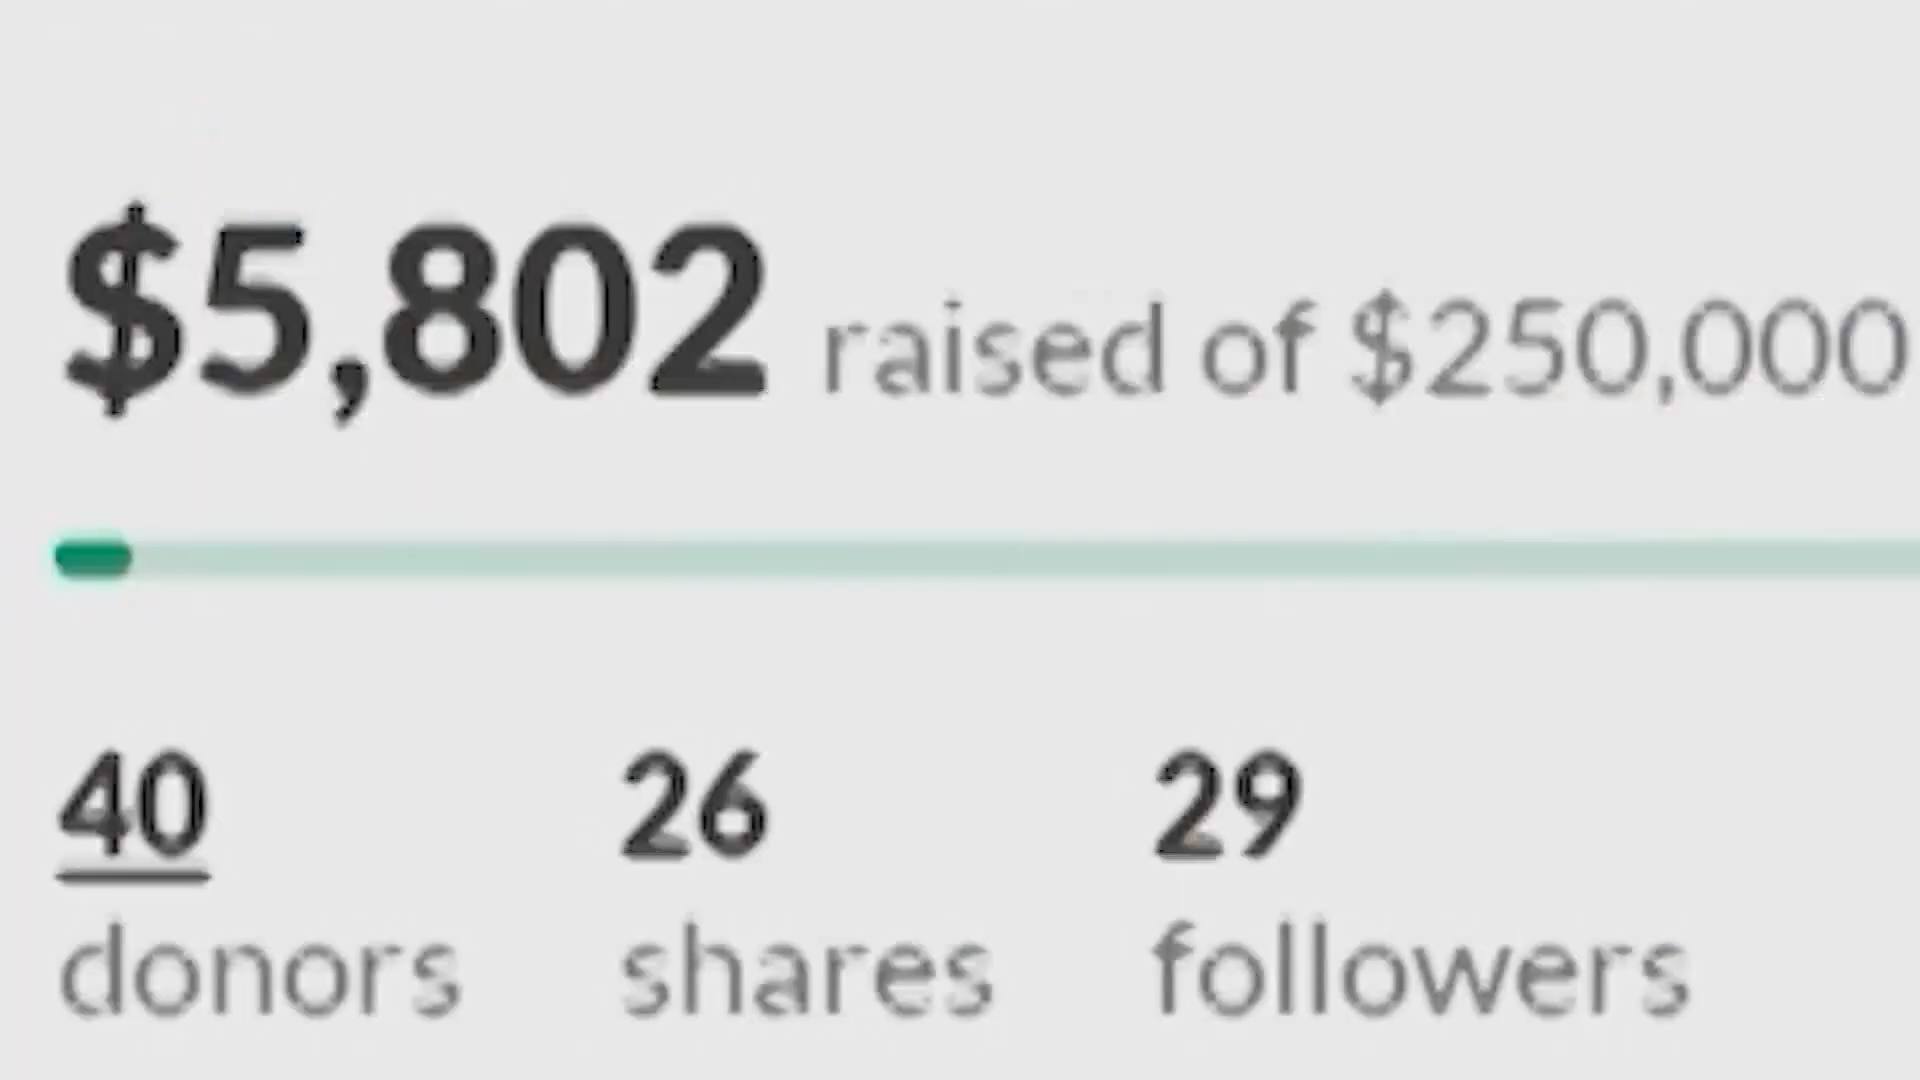 $5,802 raised of $250,000
40 26 29
donors shares followers